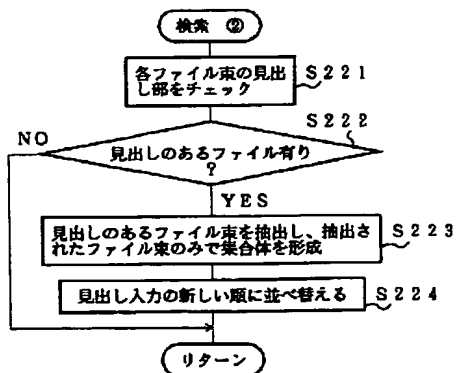 検索 ②
各ファイル束の見出
し部をチェック
S221
S222
NO
見出しのあるファイル有り
?
YES
見出しのあるファイル束を抽出し、抽出さ
れたファイル束のみで集合体を形成
S223
見出し入力の新しい順に並べ替える
S224
リターン